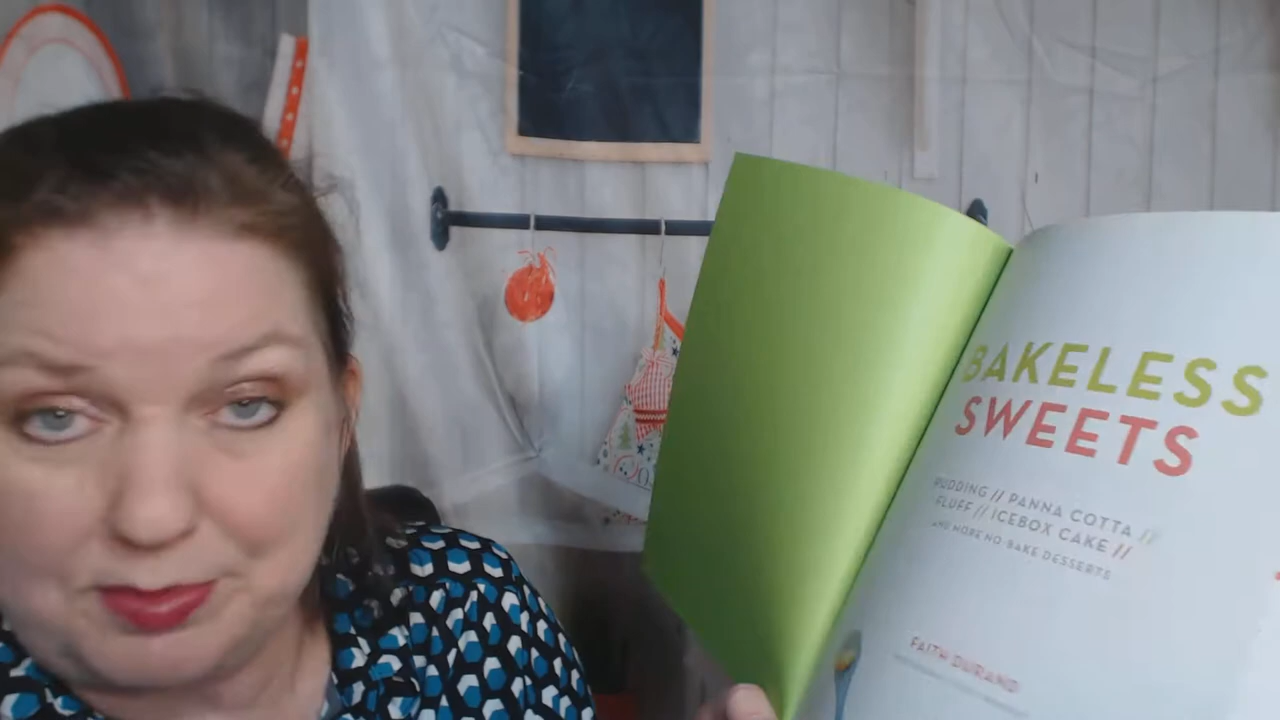 BAKELESS
SWEETS
PUDDING // PANNA COTTA //
FLUFF // ICEBOX CAKE //
AND MORE NO-BAKE DESSERTS
FAITH DURAND